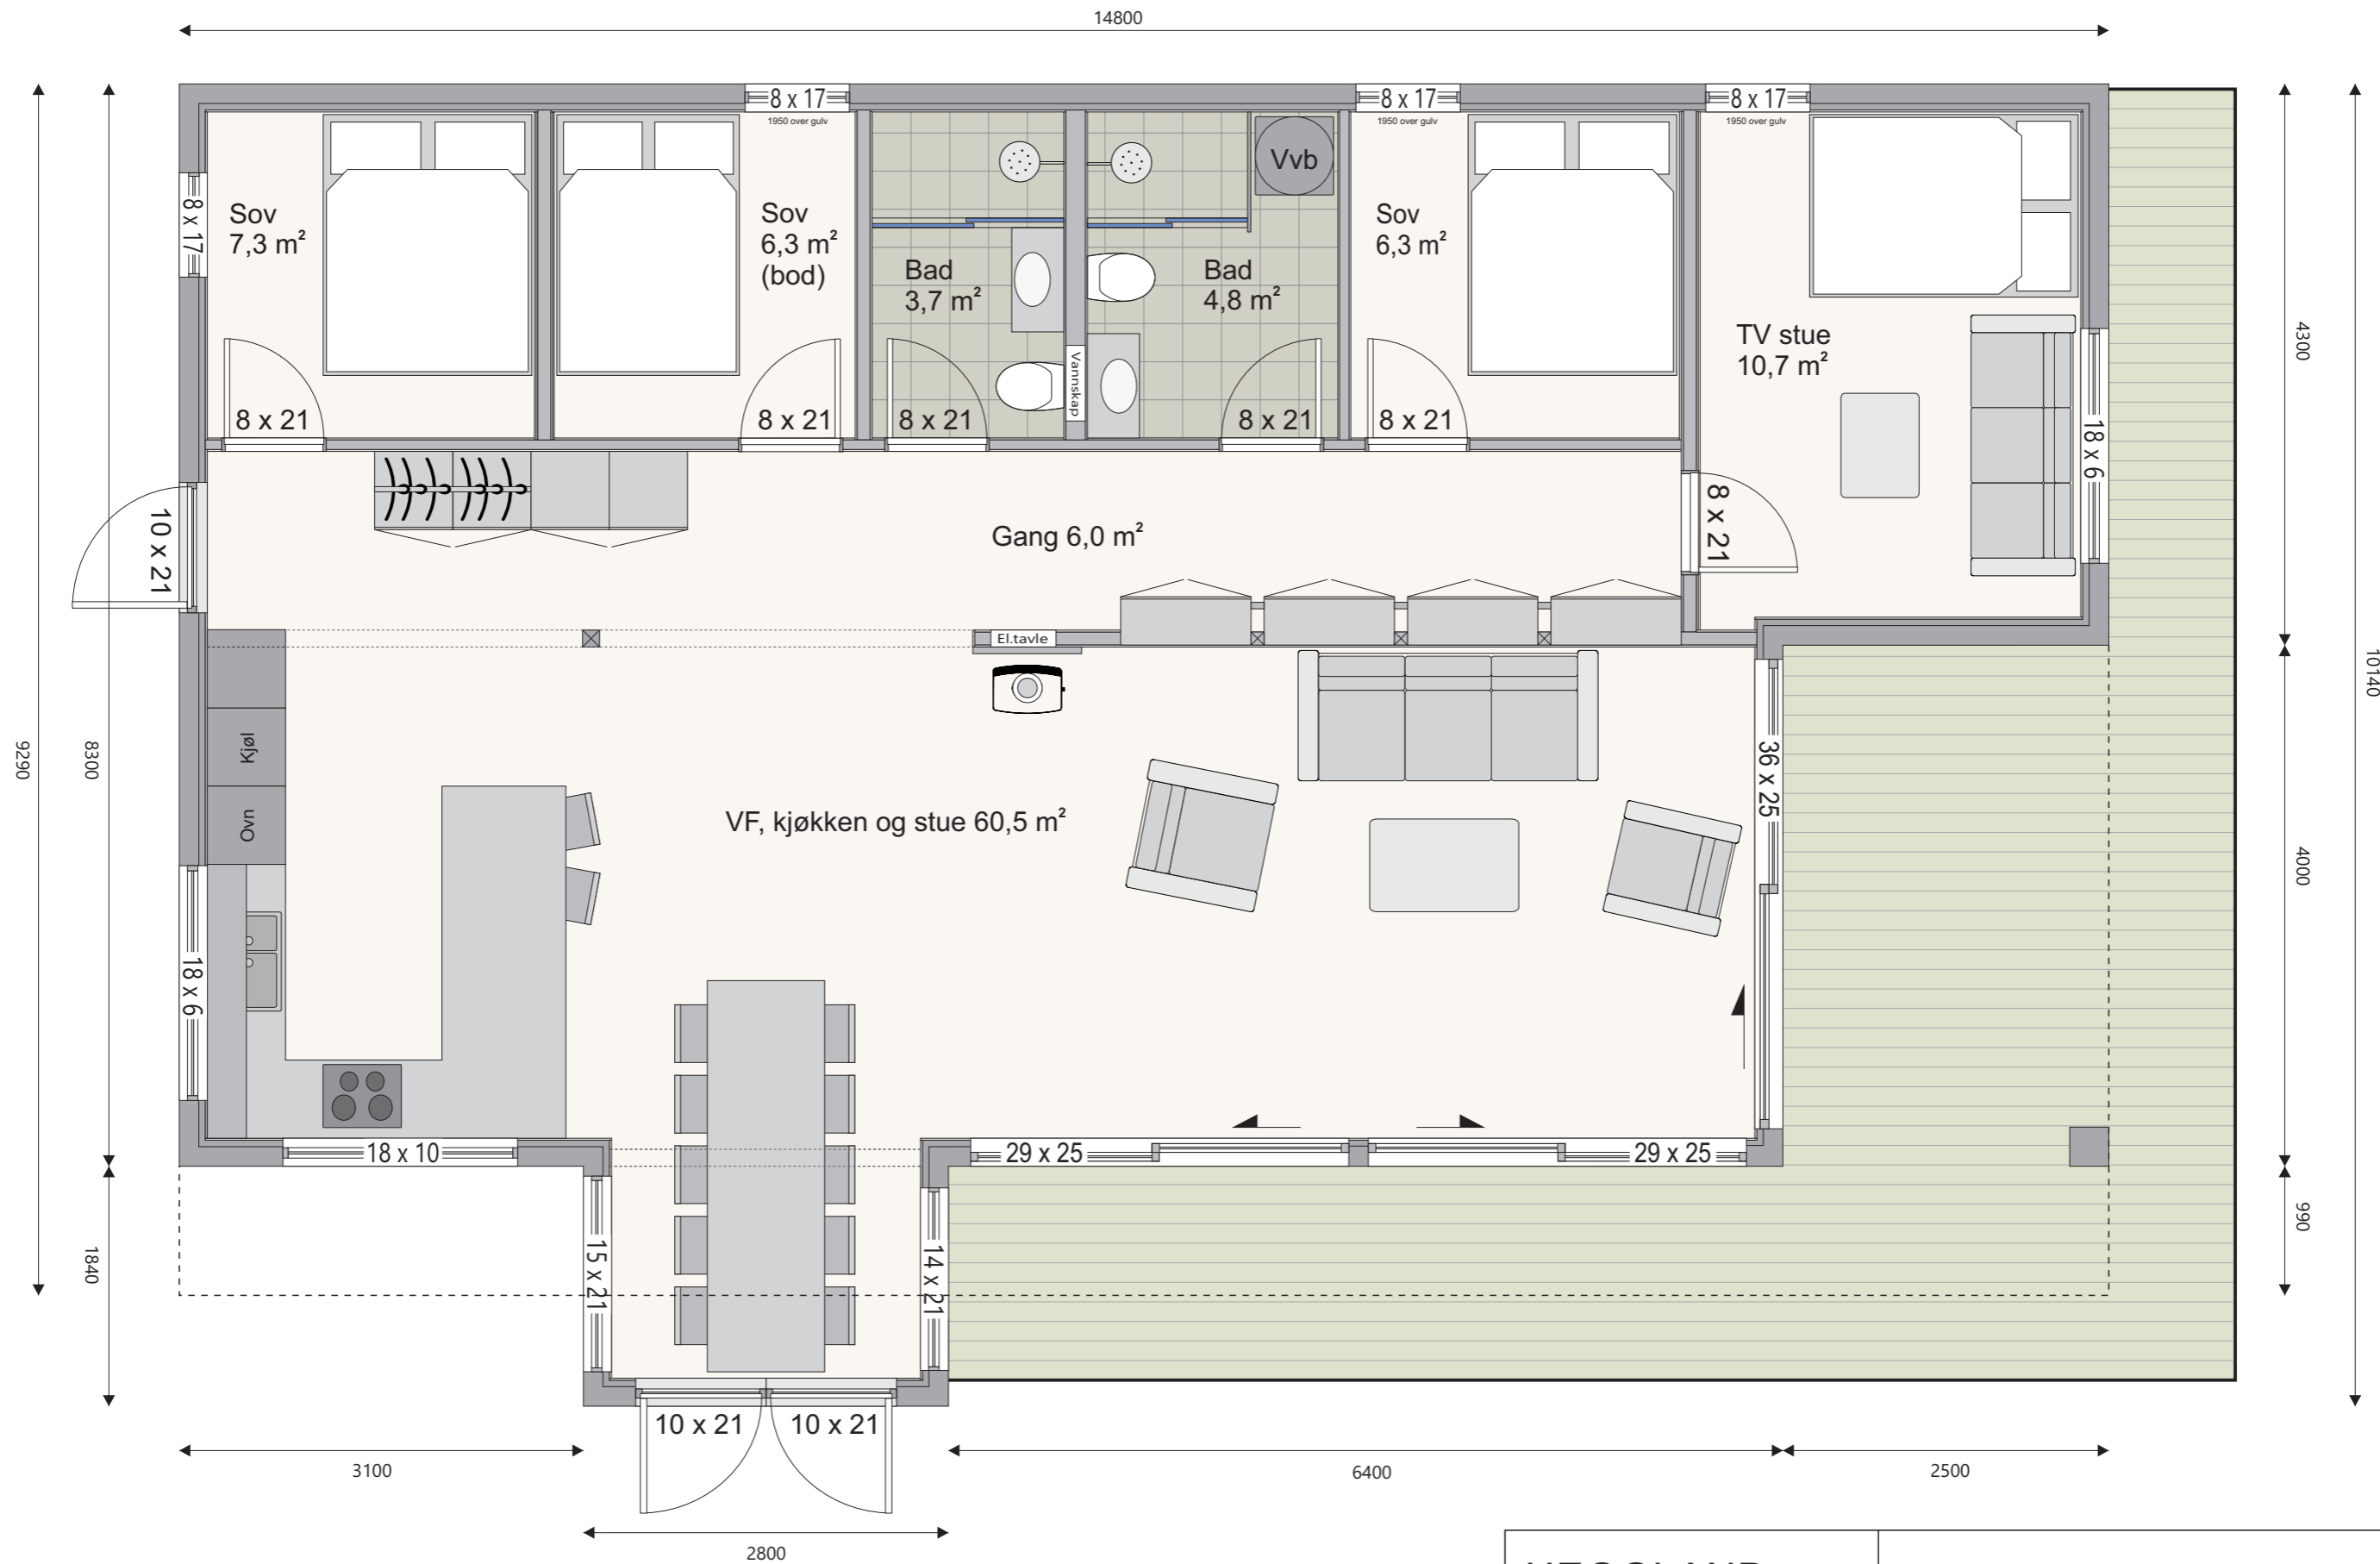 14800
8 x 17
8 x 17
8 x 17
1950 over gulv
1950 over gulv
1950 over gulv
Vvb
8 x 17
Sov
7,3 m²
Sov
6,3 m²
(bod)
Bad
3,7 m²
Bad
4,8 m²
Sov
6,3 m²
TV stue
10,7 m²
4300
Vannskap
8 x 21
8 x 21
8 x 21
8 x 21
8 x 21
18 x 6
10 x 21
Gang 6,0 m²
8 x 21
El.tavle
10140
9290
8300
Kjøl
Ovn
36 x 25
VF, kjøkken og stue 60,5 m²
4000
18 x 6
18 x 10
29 x 25
29 x 25
990
1840
15 x 21
14 x 21
10 x 21
10 x 21
3100
6400
2500
2800